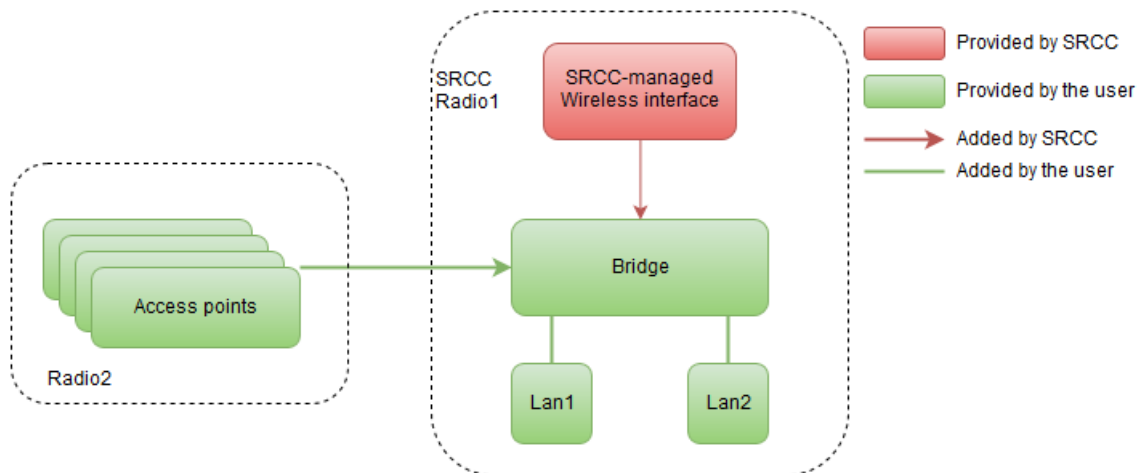 SRCC
Radio1
SRCC-managed
Wireless interface
Provided by SRCC
Provided by the user
Added by SRCC
Added by the user
Bridge
Access points
Radio2
Lan1
Lan2